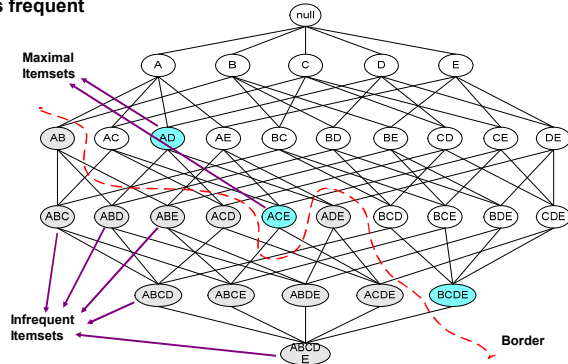 s frequent
null
Maximal
Itemsets
A B C D E
AB AC AD AE BC BD BE CD CE DE
ABC ABD ABE ACD ACE ADE BCD BCE BDE CDE
ABCD ABCE ABDE ACDE BCDE
Infrequent
Itemsets
Border
ABCD
E